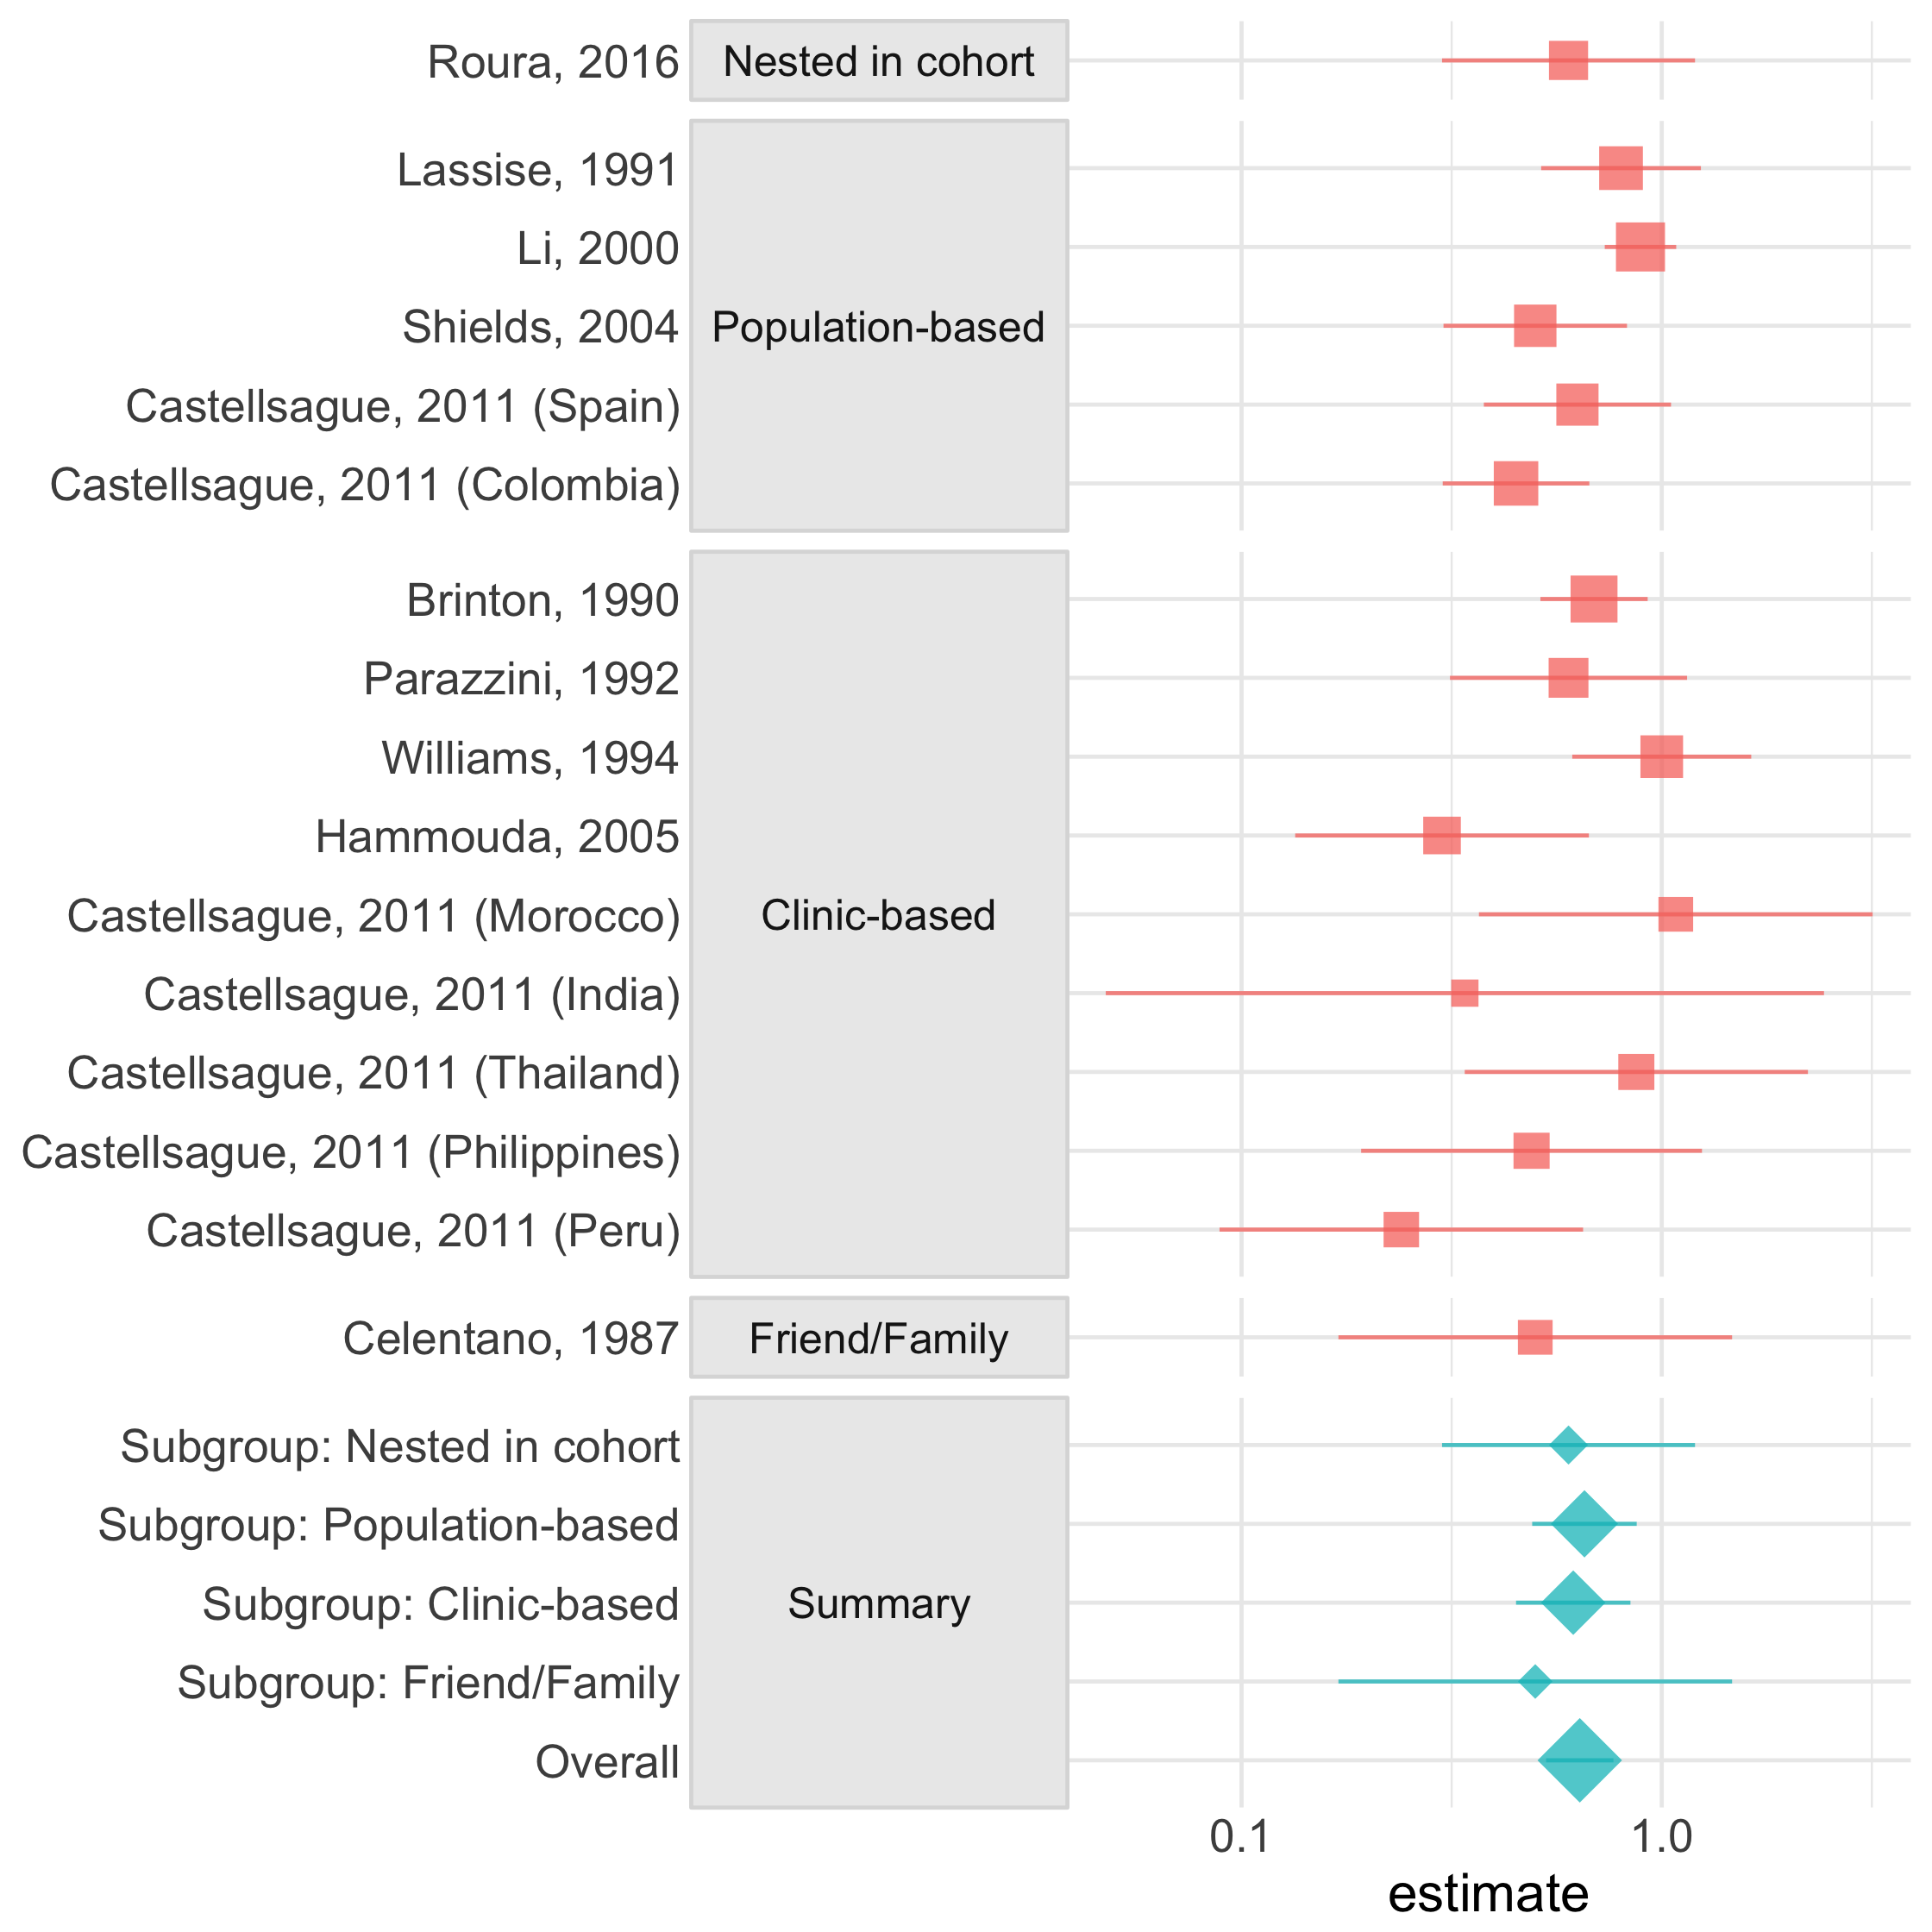 Roura, 2016
Nested in cohort
Lassise, 1991
Li, 2000
Shields, 2004
Population-based
Castellsague, 2011 (Spain)
Castellsague, 2011 (Colombia)
Brinton, 1990
Parazzini, 1992
Williams, 1994
Hammouda, 2005
Castellsague, 2011 (Morocco)
Clinic-based
Castellsague, 2011 (India)
Castellsague, 2011 (Thailand)
Castellsague, 2011 (Philippines)
Castellsague, 2011 (Peru)
Celentano, 1987
Friend/Family
Subgroup: Nested in cohort
Subgroup: Population-based
Subgroup: Clinic-based
Summary
Subgroup: Friend/Family
Overall
0.1
1.0
estimate